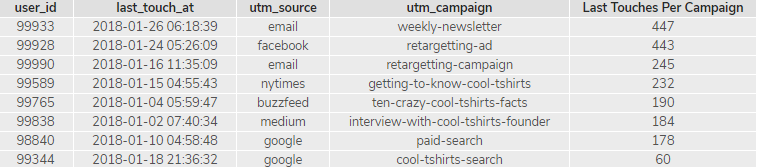 user_id last_touch_at utm_source utm_campaign Last Touches Per Campaign
99933 2018-01-26 06:18:39 email weekly-newsletter 447
99928 2018-01-24 05:26:09 facebook retargetting-ad 443
99990 2018-01-16 11:35:09 email retargetting-campaign 245
99589 2018-01-15 04:55:43 nytimes getting-to-know-cool-tshirts 232
99765 2018-01-04 05:59:47 buzzfeed ten-crazy-cool-tshirts-facts 190
99838 2018-01-02 07:40:34 medium interview-with-cool-tshirts-founder 184
98840 2018-01-10 04:58:48 google paid-search 178
99344 2018-01-18 21:36:32 google cool-tshirts-search 60